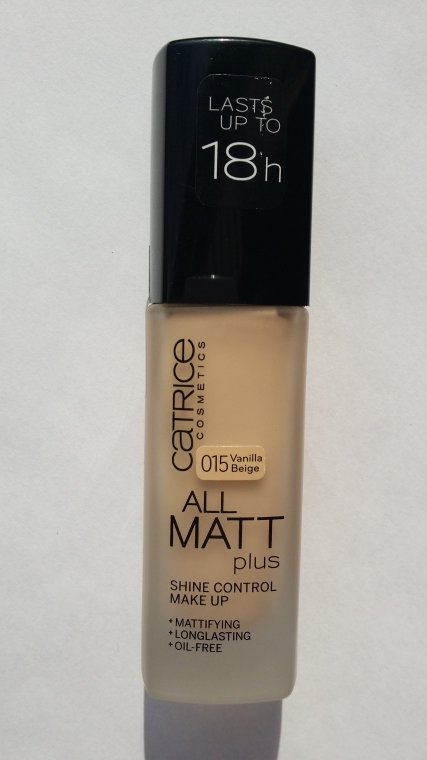 LASTS
UP TO
18h
CATRICE
COSMETICS
015 Vanilla
Beige
ALL
MATT
plus
SHINE CONTROL
MAKE UP
+ MATTIFYING
+ LONGLASTING
+ OIL-FREE